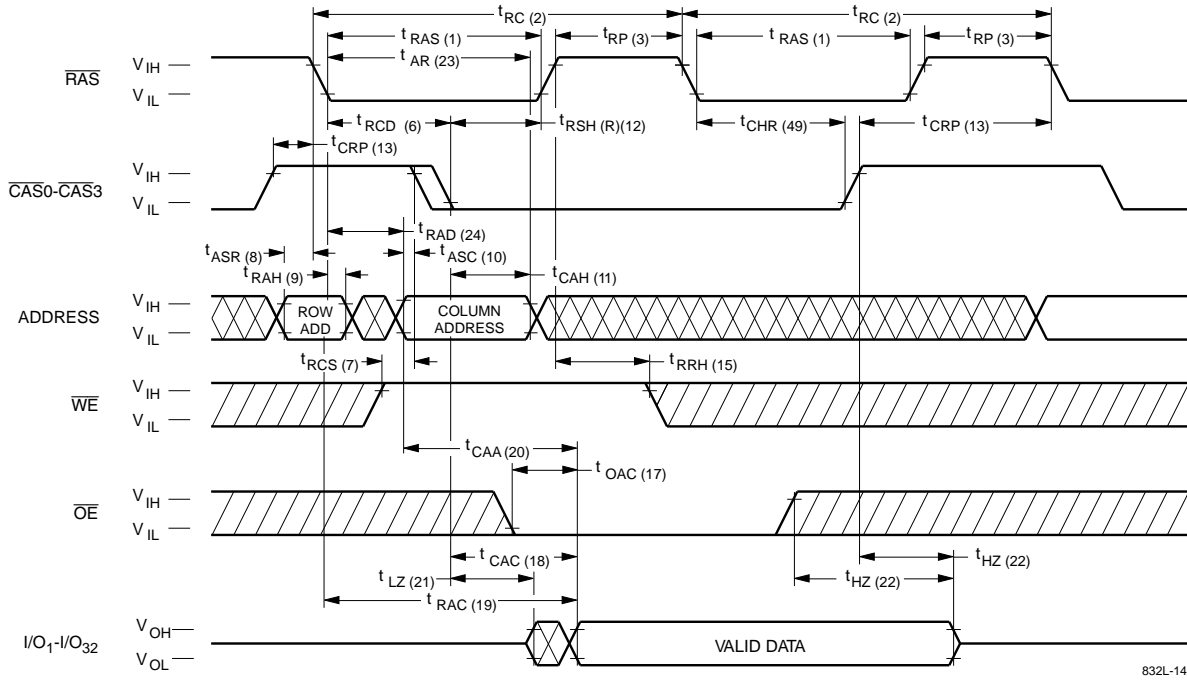 t RC (2) t RC (2)
t RAS (1) t RP (3) t RAS (1) t RP (3)
t AR (23)
RAS V IH
V IL
t RCD (6) t RSH (R)(12) t CHR (49) t CRP (13)
t CRP (13)
CAS0-CAS3 V IH
V IL
t RAD (24)
t ASR (8) t ASC (10)
t RAH (9) t CAH (11)
ADDRESS V IH
V IL
ROW ADD
COLUMN ADDRESS
t RCS (7) t RRH (15)
WE V IH
V IL
t CAA (20)
t OAC (17)
OE V IH
V IL
t CAC (18) t HZ (22)
t LZ (21) t HZ (22)
t RAC (19)
I/O1-I/O32 V OH
V OL
VALID DATA
832L-14